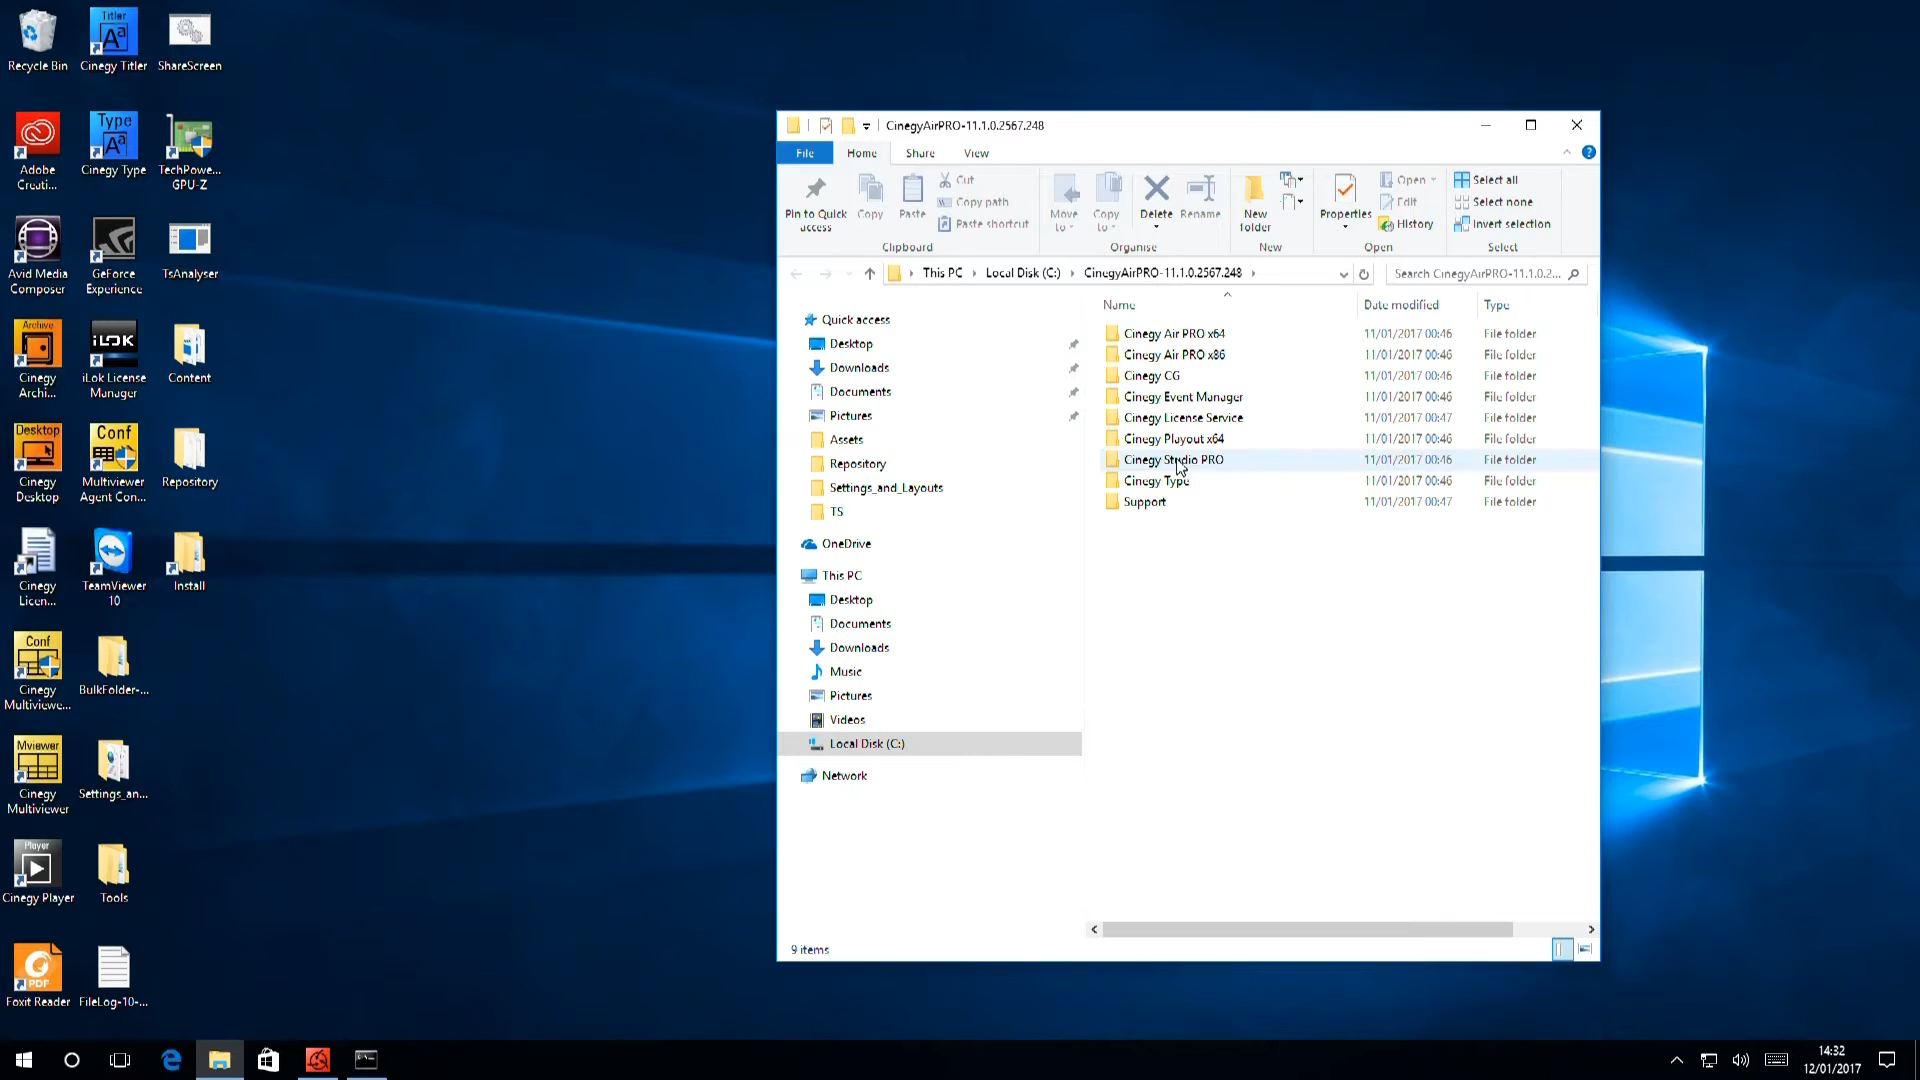 Recycle Bin
Titler
Cinegy Titler
ShareScreen
Adobe
Creati...
Type
Cinegy Type
TechPowe...
GPU-Z
Avid Media
Composer
GeForce
Experience
TsAnalyser
Archive
Cinegy
Archi...
iLOK
iLok License
Manager
Content
Desktop
Cinegy
Desktop
Conf
Multiviewer
Agent Con...
Repository
Cinegy
Licen...
TeamViewer
10
Install
Conf
Cinegy
Multiviewe...
BulkFolder-...
Mviewer
Cinegy
Multiviewer
Settings_an...
Player
Cinegy Player
Tools
PDF
Foxit Reader
FileLog-10-...
CinegyAirPRO-11.1.0.2567.248
File
Home
Share
View
Pin to Quick
access
Copy
Paste
Cut
Copy path
Paste shortcut
Clipboard
Move
to
Copy
to
Delete
Rename
Organise
New
folder
New
Properties
Open
Edit
History
Open
Select all
Select none
Invert selection
Select
This PC
Local Disk (C:)
CinegyAirPRO-11.1.0.2567.248
Search CinegyAirPRO-11.1.0.2...
Quick access
Desktop
Downloads
Documents
Pictures
Assets
Repository
Settings_and_Layouts
TS
OneDrive
This PC
Desktop
Documents
Downloads
Music
Pictures
Videos
Local Disk (C:)
Network
Name Date modified Type
Cinegy Air PRO x64 11/01/2017 00:46 File folder
Cinegy Air PRO x86 11/01/2017 00:46 File folder
Cinegy CG 11/01/2017 00:46 File folder
Cinegy Event Manager 11/01/2017 00:46 File folder
Cinegy License Service 11/01/2017 00:47 File folder
Cinegy Playout x64 11/01/2017 00:46 File folder
Cinegy Studio PRO 11/01/2017 00:46 File folder
Cinegy Type 11/01/2017 00:46 File folder
Support 11/01/2017 00:47 File folder
9 items
14:32
12/01/2017